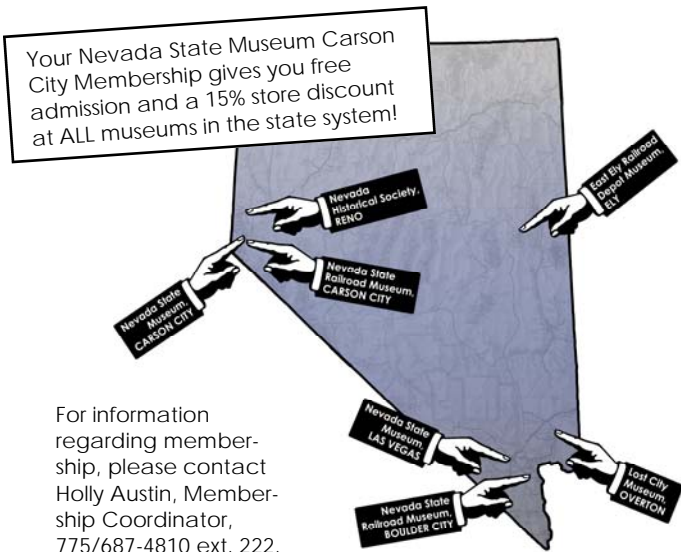 Your Nevada State Museum Carson
City Membership gives you free
admission and a 15% store discount
at ALL museums in the state system!
Nevada
Historical Society,
RENO
East Ely Railroad
Depot Museum,
ELY
Nevada State
Railroad Museum,
CARSON CITY
Nevada State
Museum,
CARSON CITY
For information
regarding member-
ship, please contact
Holly Austin, Member-
ship Coordinator,
775/687-4810 ext. 222.
Nevada State
Museum,
LAS VEGAS
Lost City
Museum,
OVERTON
Nevada State
Railroad Museum,
BOULDER CITY